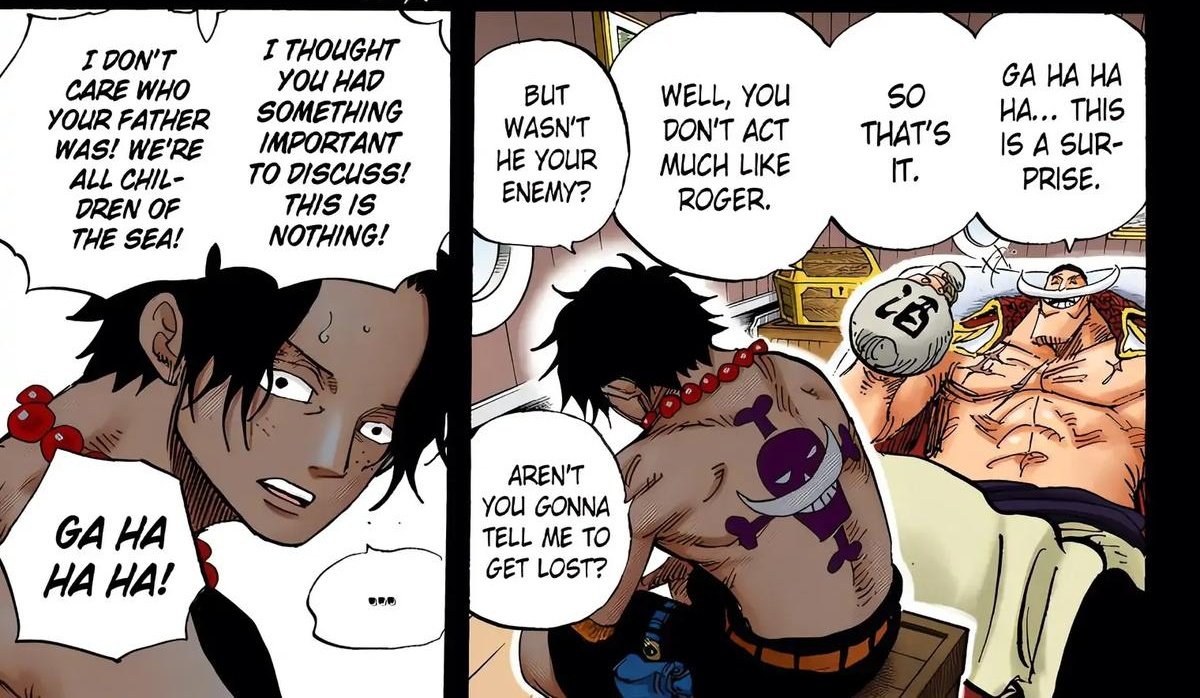 GA HA HA
HA... THIS
IS A SUR-
PRISE.
SO
THAT'S
IT.
WELL, YOU
DON'T ACT
MUCH LIKE
ROGER.
BUT
WASN'T
HE YOUR
ENEMY?
酒
AREN'T
YOU GONNA
TELL ME TO
GET LOST?
I THOUGHT
YOU HAD
SOMETHING
IMPORTANT
TO DISCUSS!
THIS IS
NOTHING!
I DON'T
CARE WHO
YOUR FATHER
WAS! WE'RE
ALL CHIL-
DREN OF
THE SEA!
...
GA HA
HA HA!